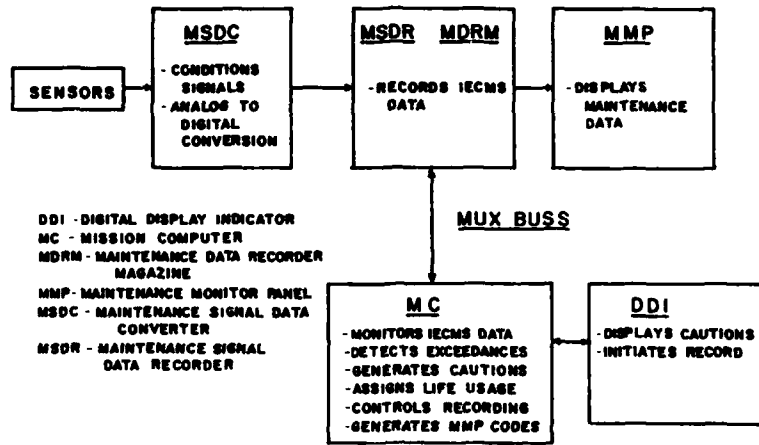 SENSORS
MSDC
- CONDITIONS
SIGNALS
- ANALOG TO
DIGITAL
CONVERSION
MSDR MDRM
- RECORDS IECMS
DATA
MMP
- DISPLAYS
MAINTENANCE
DATA
MUX BUSS
DDI - DIGITAL DISPLAY INDICATOR
MC - MISSION COMPUTER
MDRM - MAINTENANCE DATA RECORDER
MAGAZINE
MMP - MAINTENANCE MONITOR PANEL
MSDC - MAINTENANCE SIGNAL DATA
CONVERTER
MSDR - MAINTENANCE SIGNAL
DATA RECORDER
MC
- MONITORS IECMS DATA
- DETECTS EXCEEDANCES
- GENERATES CAUTIONS
- ASSIGNS LIFE USAGE
- CONTROLS RECORDING
- GENERATES MMP CODES
DDI
- DISPLAYS CAUTIONS
- INITIATES RECORD